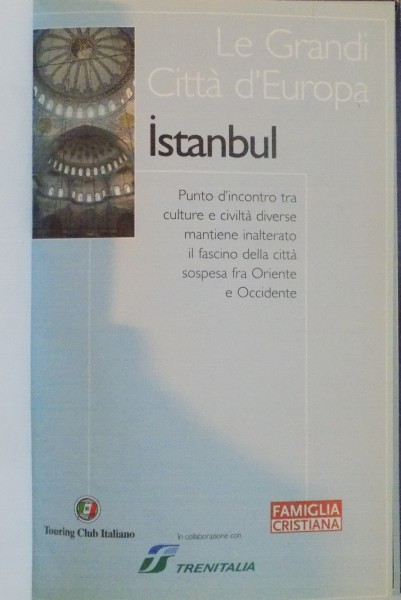 Le Grandi
Città d'Europa
İstanbul
Punto d'incontro tra
culture e civiltà diverse
mantiene inalterato
il fascino della città
sospesa fra Oriente
e Occidente
Touring Club Italiano
In collaborazione con
TRENITALIA
FAMIGLIA
CRISTIANA